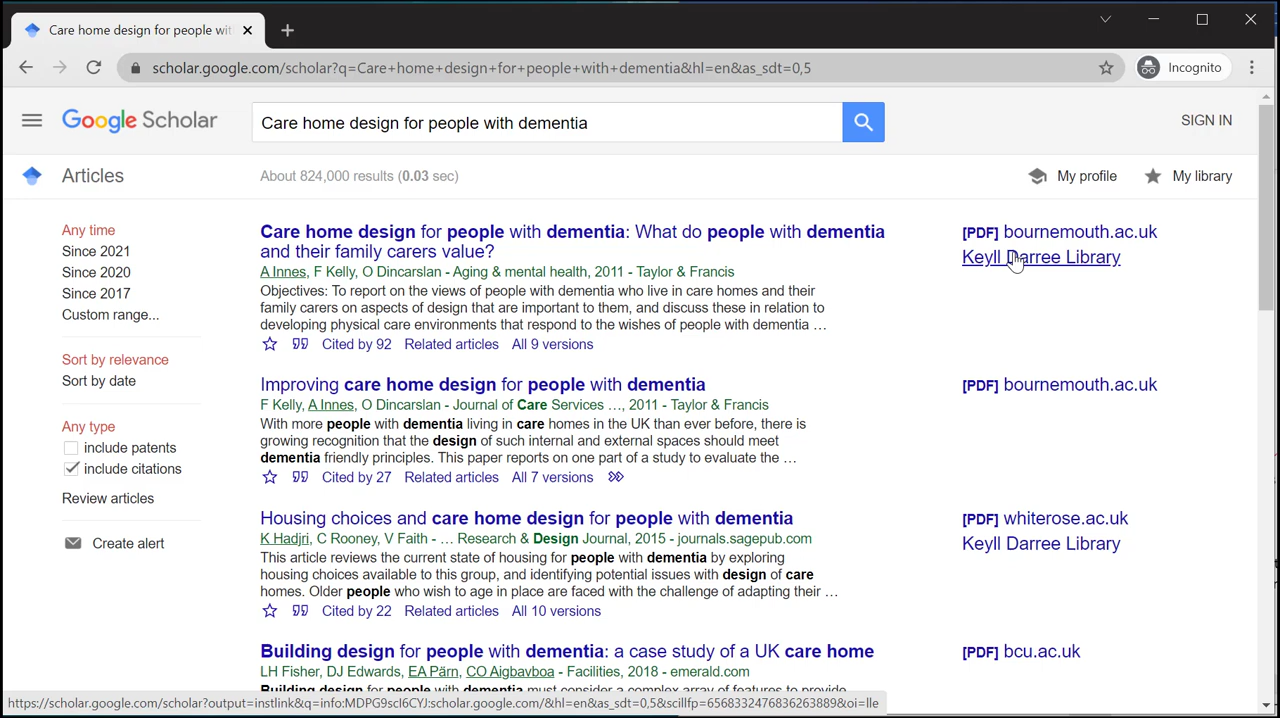 Care home design for people wit
scholar.google.com/scholar?q=Care+home+design+for+people+with+dementia&hl=en&as_sdt=0,5
Incognito
Google Scholar
Care home design for people with dementia
SIGN IN
Articles
About 824,000 results (0.03 sec)
My profile
My library
Any time
Since 2021
Since 2020
Since 2017
Custom range...
Sort by relevance
Sort by date
Any type
include patents
include citations
Review articles
Create alert
Care home design for people with dementia: What do people with dementia
and their family carers value?
A Innes, F Kelly, O Dincarslan - Aging & mental health, 2011 - Taylor & Francis
Objectives: To report on the views of people with dementia who live in care homes and their
family carers on aspects of design that are important to them, and discuss these in relation to
developing physical care environments that respond to the wishes of people with dementia …
Cited by 92 Related articles All 9 versions
[PDF] bournemouth.ac.uk
Keyll Darree Library
Improving care home design for people with dementia
F Kelly, A Innes, O Dincarslan - Journal of Care Services …, 2011 - Taylor & Francis
With more people with dementia living in care homes in the UK than ever before, there is
growing recognition that the design of such internal and external spaces should meet
dementia friendly principles. This paper reports on one part of a study to evaluate the …
Cited by 27 Related articles All 7 versions
[PDF] bournemouth.ac.uk
Housing choices and care home design for people with dementia
K Hadjri, C Rooney, V Faith - … Research & Design Journal, 2015 - journals.sagepub.com
This article reviews the current state of housing for people with dementia by exploring
housing choices available to this group, and identifying potential issues with design of care
homes. Older people who wish to age in place are faced with the challenge of adapting their …
Cited by 22 Related articles All 10 versions
[PDF] whiterose.ac.uk
Keyll Darree Library
Building design for people with dementia: a case study of a UK care home
LH Fisher, DJ Edwards, EA Pärn, CO Aigbavboa - Facilities, 2018 - emerald.com
Building design for people with dementia must consider a complex array of features to provide
[PDF] bcu.ac.uk
https://scholar.google.com/scholar?output=instlink&q=info:MDPG9scI6CYJ:scholar.google.com/&hl=en&as_sdt=0,5&scillfp=6568332476836263889&oi=lle